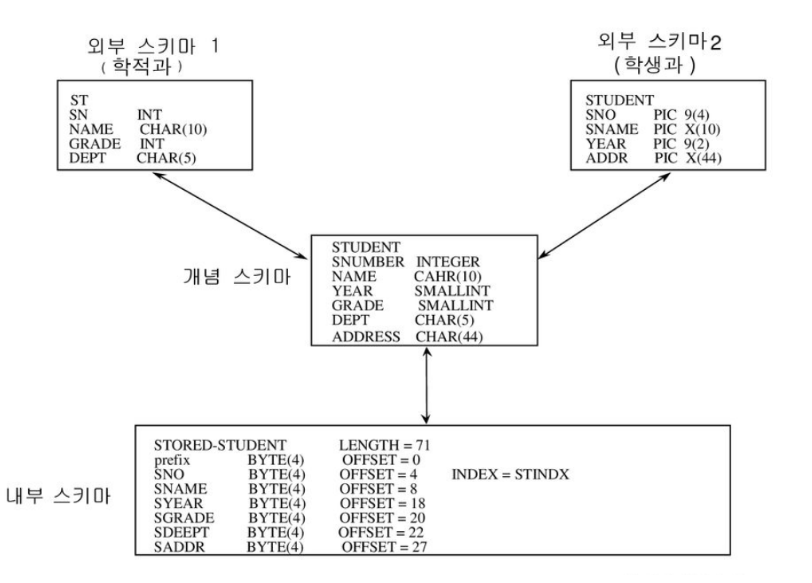 외부 스키마 1
(학적과)
ST
SN INT
NAME CHAR(10)
GRADE INT
DEPT CHAR(5)
외부 스키마2
(학생과)
STUDENT
SNO PIC 9(4)
SNAME PIC X(10)
YEAR PIC 9(2)
ADDR PIC X(44)
개념 스키마
STUDENT
SNUMBER INTEGER
NAME CAHR(10)
YEAR SMALLINT
GRADE SMALLINT
DEPT CHAR(5)
ADDRESS CHAR(44)
내부 스키마
STORED-STUDENT LENGTH = 71
prefix BYTE(4) OFFSET = 0
SNO BYTE(4) OFFSET = 4 INDEX = STINDX
SNAME BYTE(4) OFFSET = 8
SYEAR BYTE(4) OFFSET = 18
SGRADE BYTE(4) OFFSET = 20
SDEEPT BYTE(4) OFFSET = 22
SADDR BYTE(4) OFFSET = 27